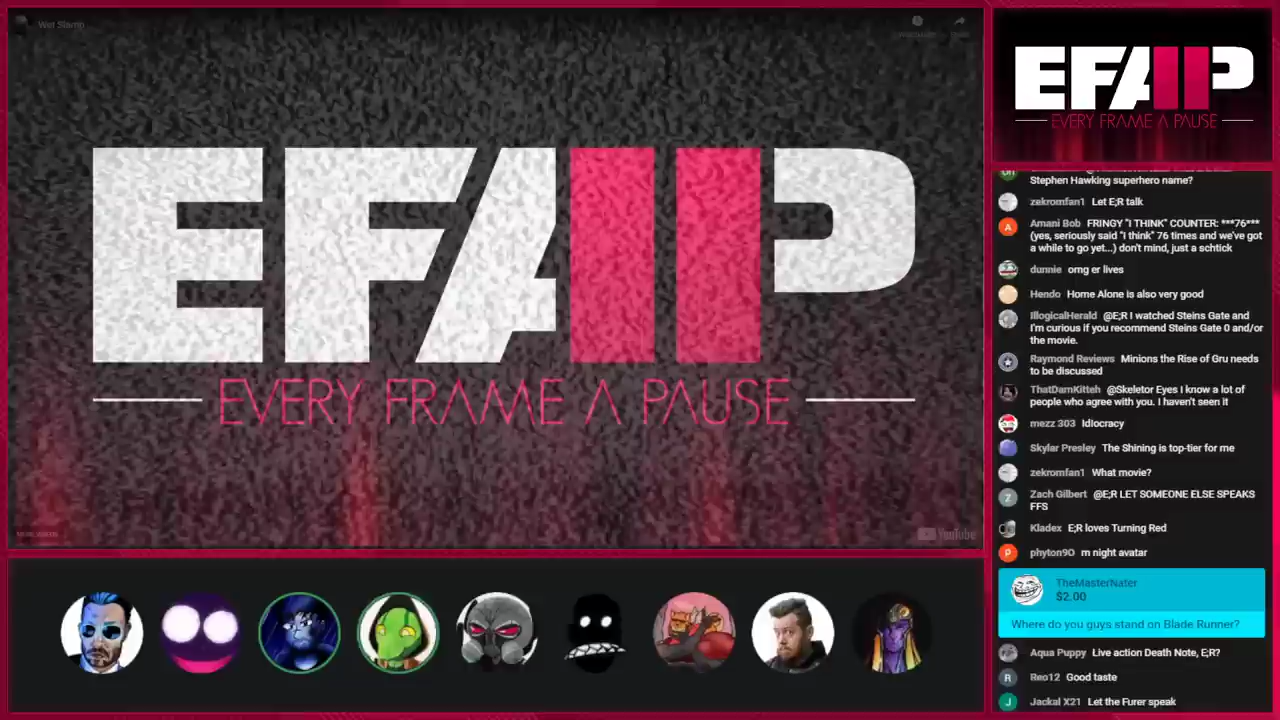 Wet Stamp
EFAP
EVERY FRAME A PAUSE
YouTube
EFAP
EVERY FRAME A PAUSE
Stephen Hawking superhero name?
zekromfan1 Let E;R talk
Amani Bob FRINGY "I THINK" COUNTER: ***76***
(yes, seriously said "I think" 76 times and we've got
a while to go yet...) don't mind, just a schtick
dunnie omg er lives
Hendo Home Alone is also very good
IllogicalHerald @E;R I watched Steins Gate and
I'm curious if you recommend Steins Gate 0 and/or
the movie.
Raymond Reviews Minions the Rise of Gru needs
to be discussed
ThatDarnKitteh @Skeletor Eyes I know a lot of
people who agree with you. I haven't seen it
mezz 303 Idiocracy
Skylar Presley The Shining is top-tier for me
zekromfan1 What movie?
Zach Gilbert @E;R LET SOMEONE ELSE SPEAKS
FFS
Kladex E;R loves Turning Red
phyton90 m night avatar
TheMasterNater
$2.00
Where do you guys stand on Blade Runner?
Aqua Puppy Live action Death Note, E;R?
Reo12 Good taste
Jackal X21 Let the Furer speak